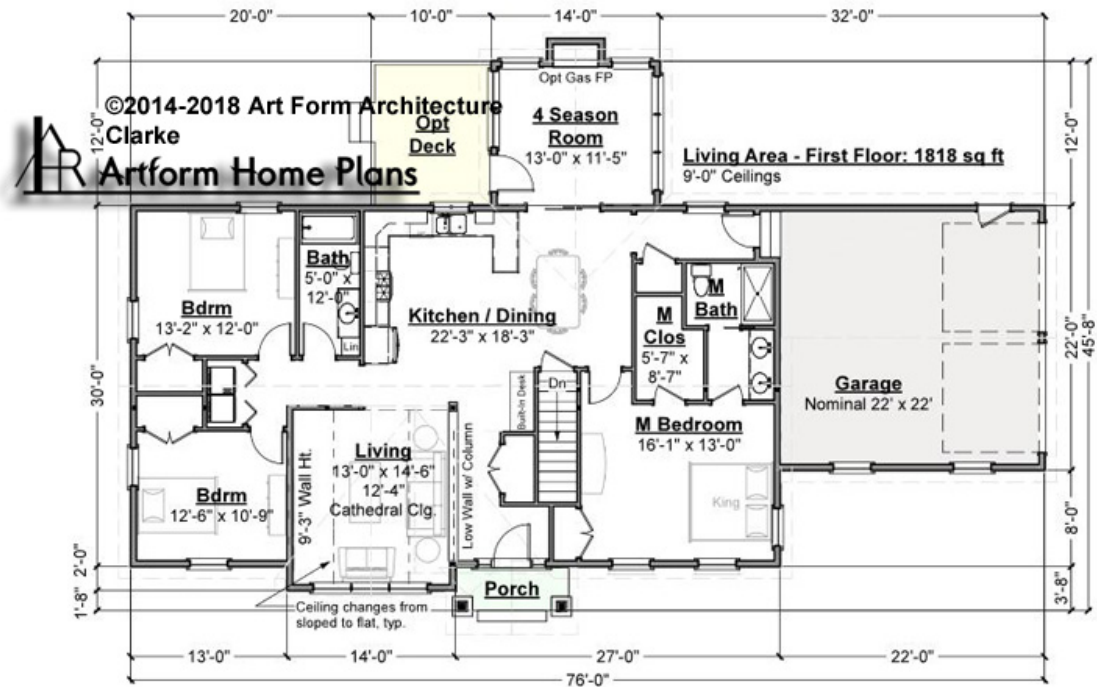 20'-0"
10'-0"
14'-0"
32'-0"
©2014-2018 Art Form Architecture
Clarke
Artform Home Plans
12'-0"
Opt
Deck
Opt Gas FP
4 Season
Room
13'-0" x 11'-5"
Living Area - First Floor: 1818 sq ft
9'-0" Ceilings
12'-0"
Bdrm
13'-2" x 12'-0"
Bath
5'-0" x
12'-0"
Lin
Kitchen / Dining
22'-3" x 18'-3"
M
Bath
M
Clos
5'-7" x
8'-7"
Garage
Nominal 22' x 22'
22'-0"
45'-8"
30'-0"
Built-In Desk
Dn
M Bedroom
16'-1" x 13'-0"
King
Living
13'-0" x 14'-6"
12'-4"
Cathedral Clg.
9'-3" Wall Ht.
Low Wall w/ Column
Bdrm
12'-6" x 10'-9"
8'-0"
2'-0"
1'-8"
3'-8"
Porch
Ceiling changes from
sloped to flat, typ.
13'-0"
14'-0"
27'-0"
22'-0"
76'-0"